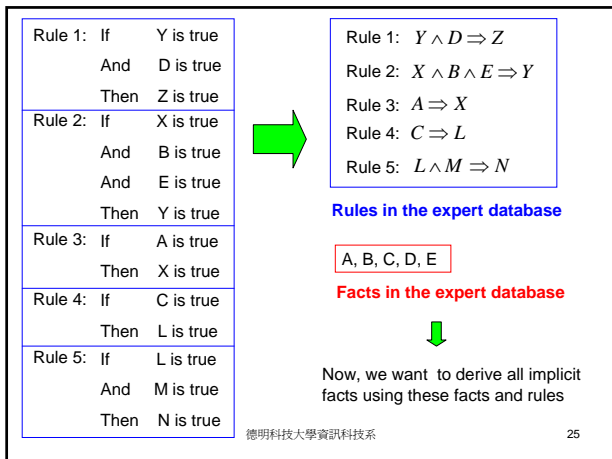 Rule 1: If Y is true
And D is true
Then Z is true
Rule 2: If X is true
And B is true
And E is true
Then Y is true
Rule 3: If A is true
Then X is true
Rule 4: If C is true
Then L is true
Rule 5: If L is true
And M is true
Then N is true
Rule 1: Y ∧ D ⇒ Z
Rule 2: X ∧ B ∧ E ⇒ Y
Rule 3: A ⇒ X
Rule 4: C ⇒ L
Rule 5: L ∧ M ⇒ N
Rules in the expert database
A, B, C, D, E
Facts in the expert database
Now, we want to derive all implicit
facts using these facts and rules
德明科技大學資訊科技系
25